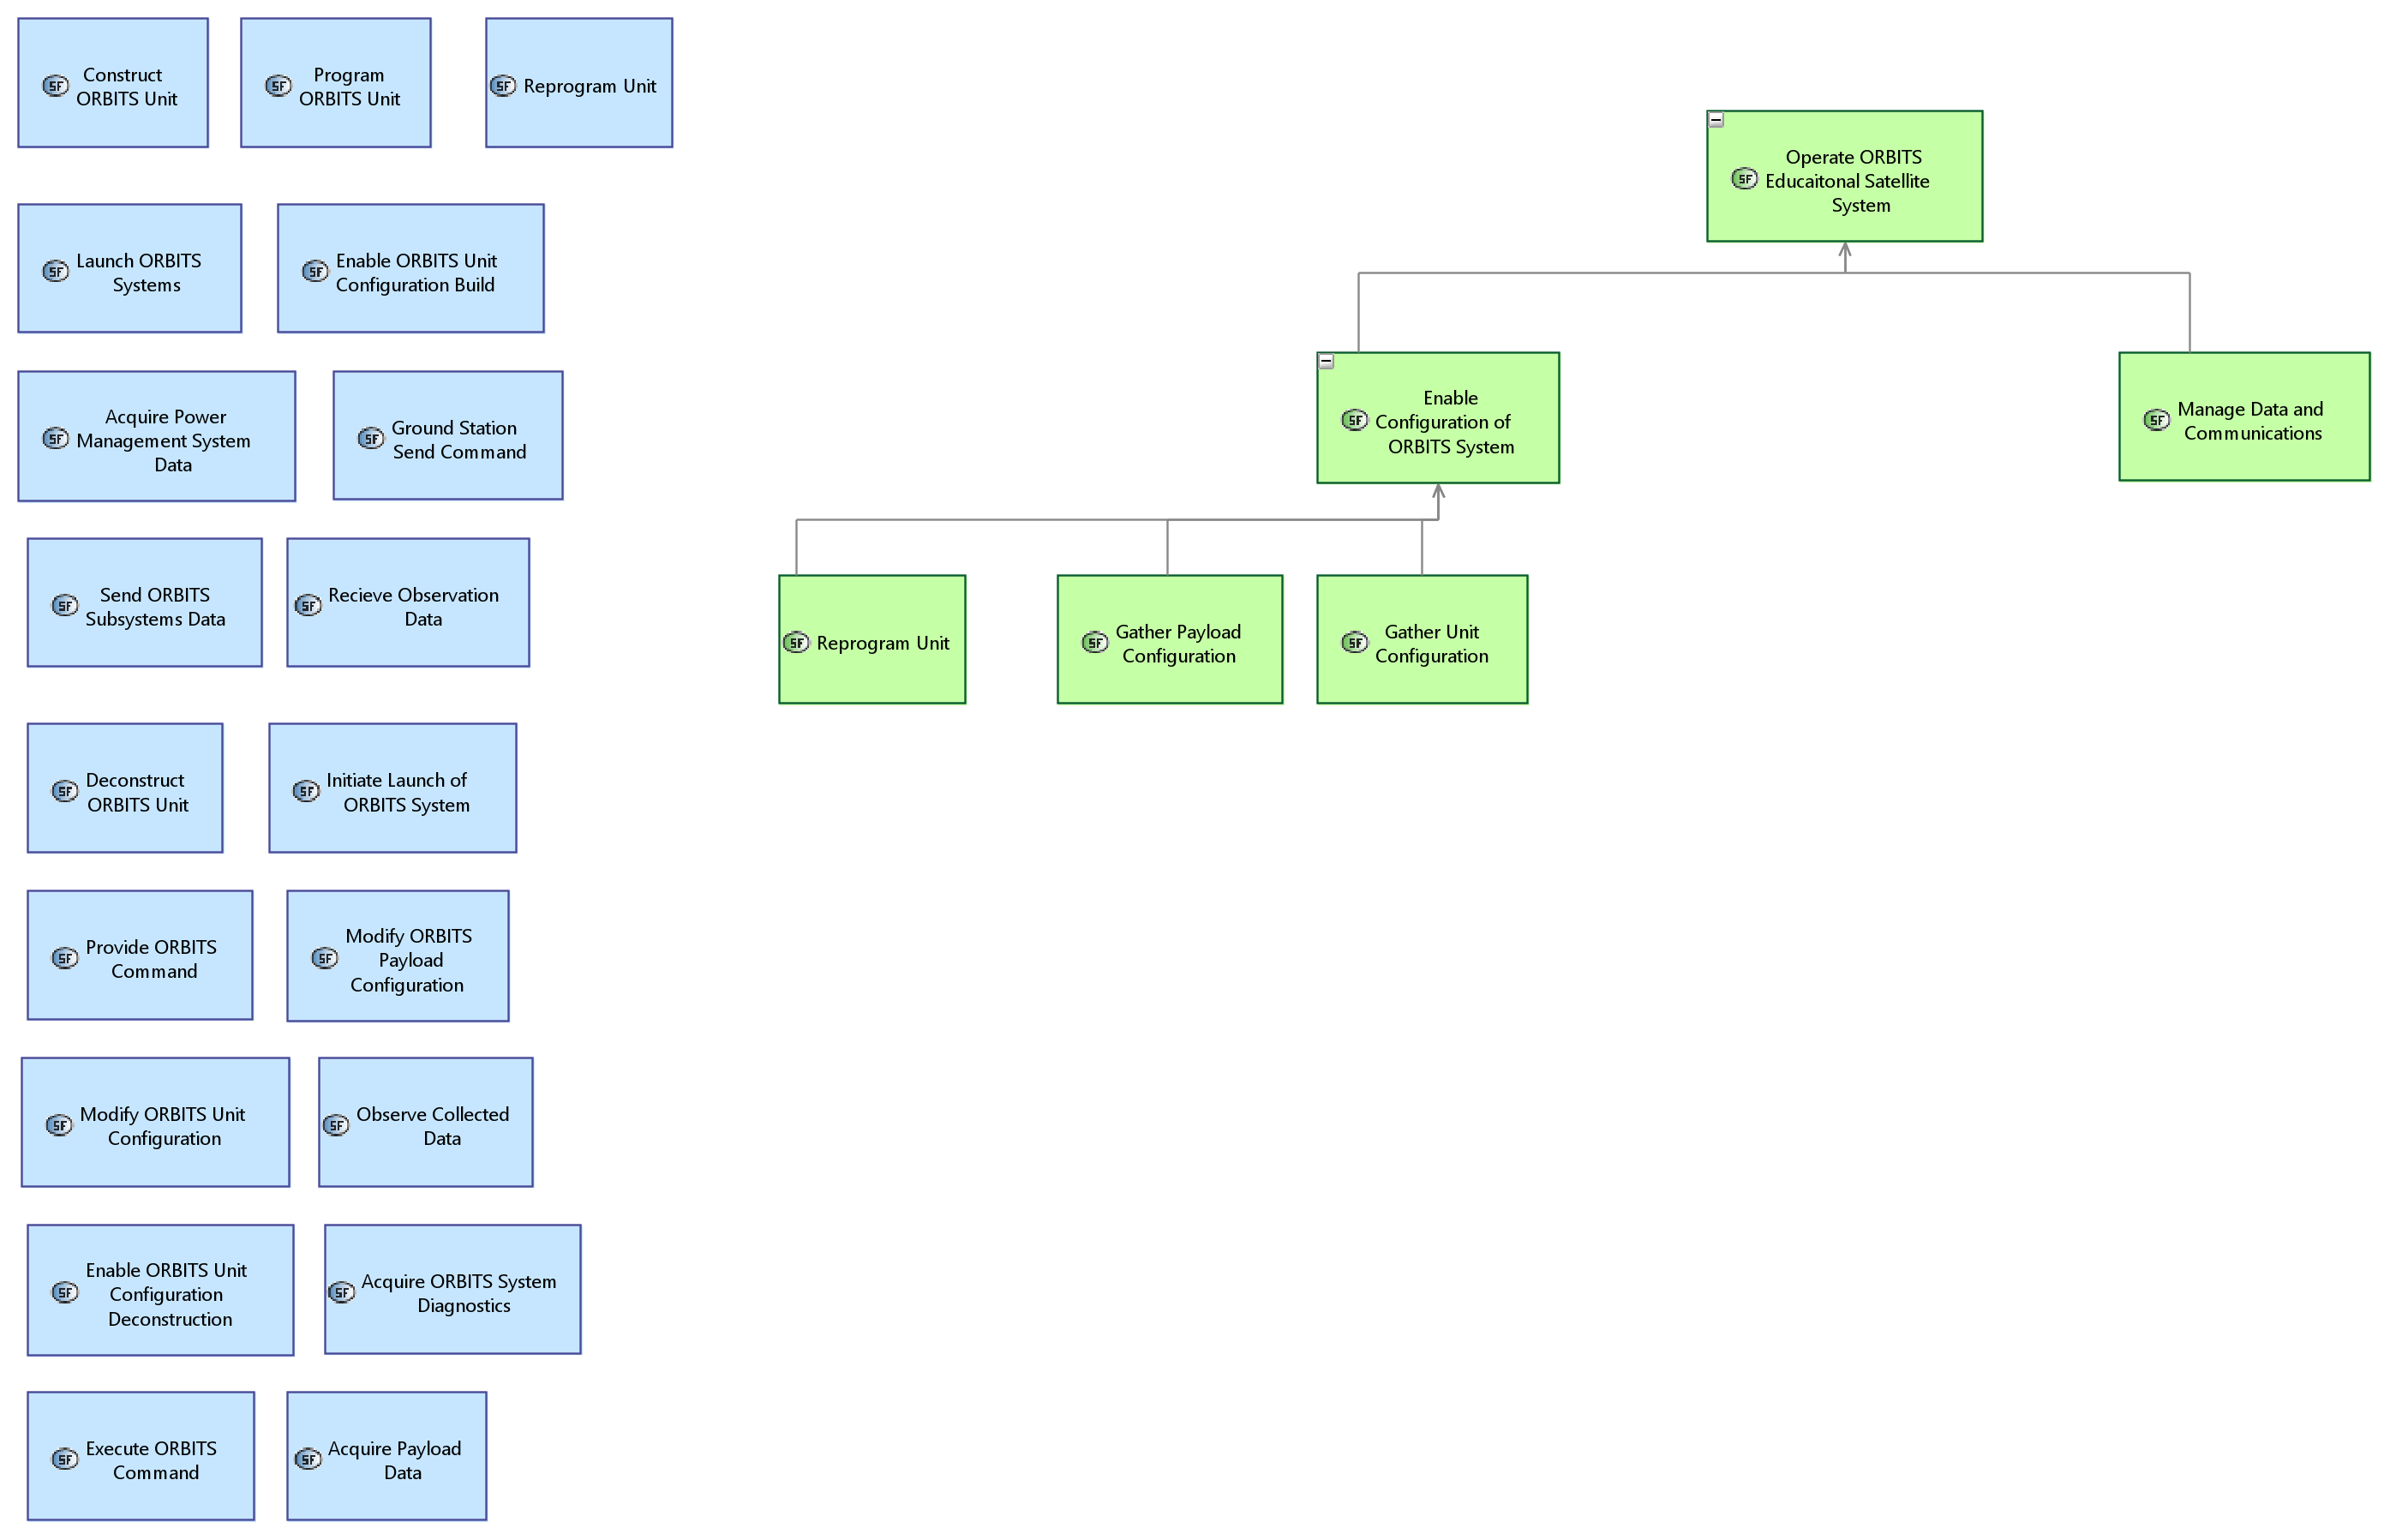 SF
Construct
ORBITS Unit
SF
Program
ORBITS Unit
SF
Reprogram Unit
SF
Launch ORBITS
Systems
SF
Enable ORBITS Unit
Configuration Build
SF
Acquire Power
Management System
Data
SF
Ground Station
Send Command
SF
Send ORBITS
Subsystems Data
SF
Recieve Observation
Data
SF
Deconstruct
ORBITS Unit
SF
Initiate Launch of
ORBITS System
SF
Provide ORBITS
Command
SF
Modify ORBITS
Payload
Configuration
SF
Modify ORBITS Unit
Configuration
SF
Observe Collected
Data
SF
Enable ORBITS Unit
Configuration
Deconstruction
SF
Acquire ORBITS System
Diagnostics
SF
Execute ORBITS
Command
SF
Acquire Payload
Data
SF
Operate ORBITS
Educaitonal Satellite
System
SF
Enable
Configuration of
ORBITS System
SF
Manage Data and
Communications
SF
Reprogram Unit
SF
Gather Payload
Configuration
SF
Gather Unit
Configuration